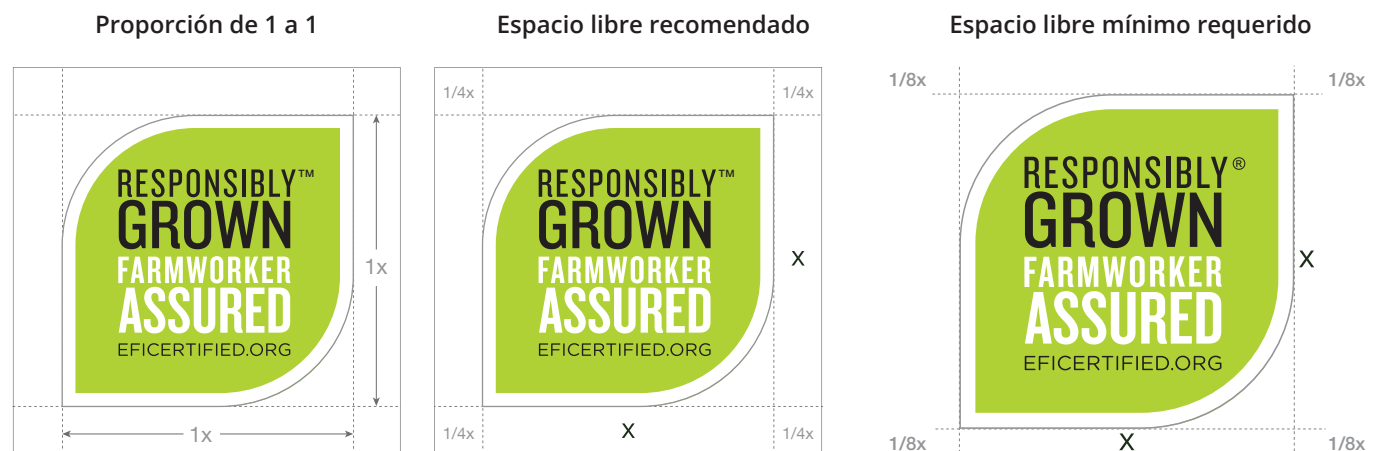 Proporción de 1 a 1
RESPONSIBLY™
GROWN
FARMWORKER
ASSURED
EFICERTIFIED.ORG
1x
1x
Espacio libre recomendado
1/4x
1/4x
RESPONSIBLY™
GROWN
FARMWORKER
ASSURED
EFICERTIFIED.ORG
X
1/4x
X
1/4x
Espacio libre mínimo requerido
1/8x
1/8x
RESPONSIBLY®
GROWN
FARMWORKER
ASSURED
EFICERTIFIED.ORG
X
1/8x
X
1/8x